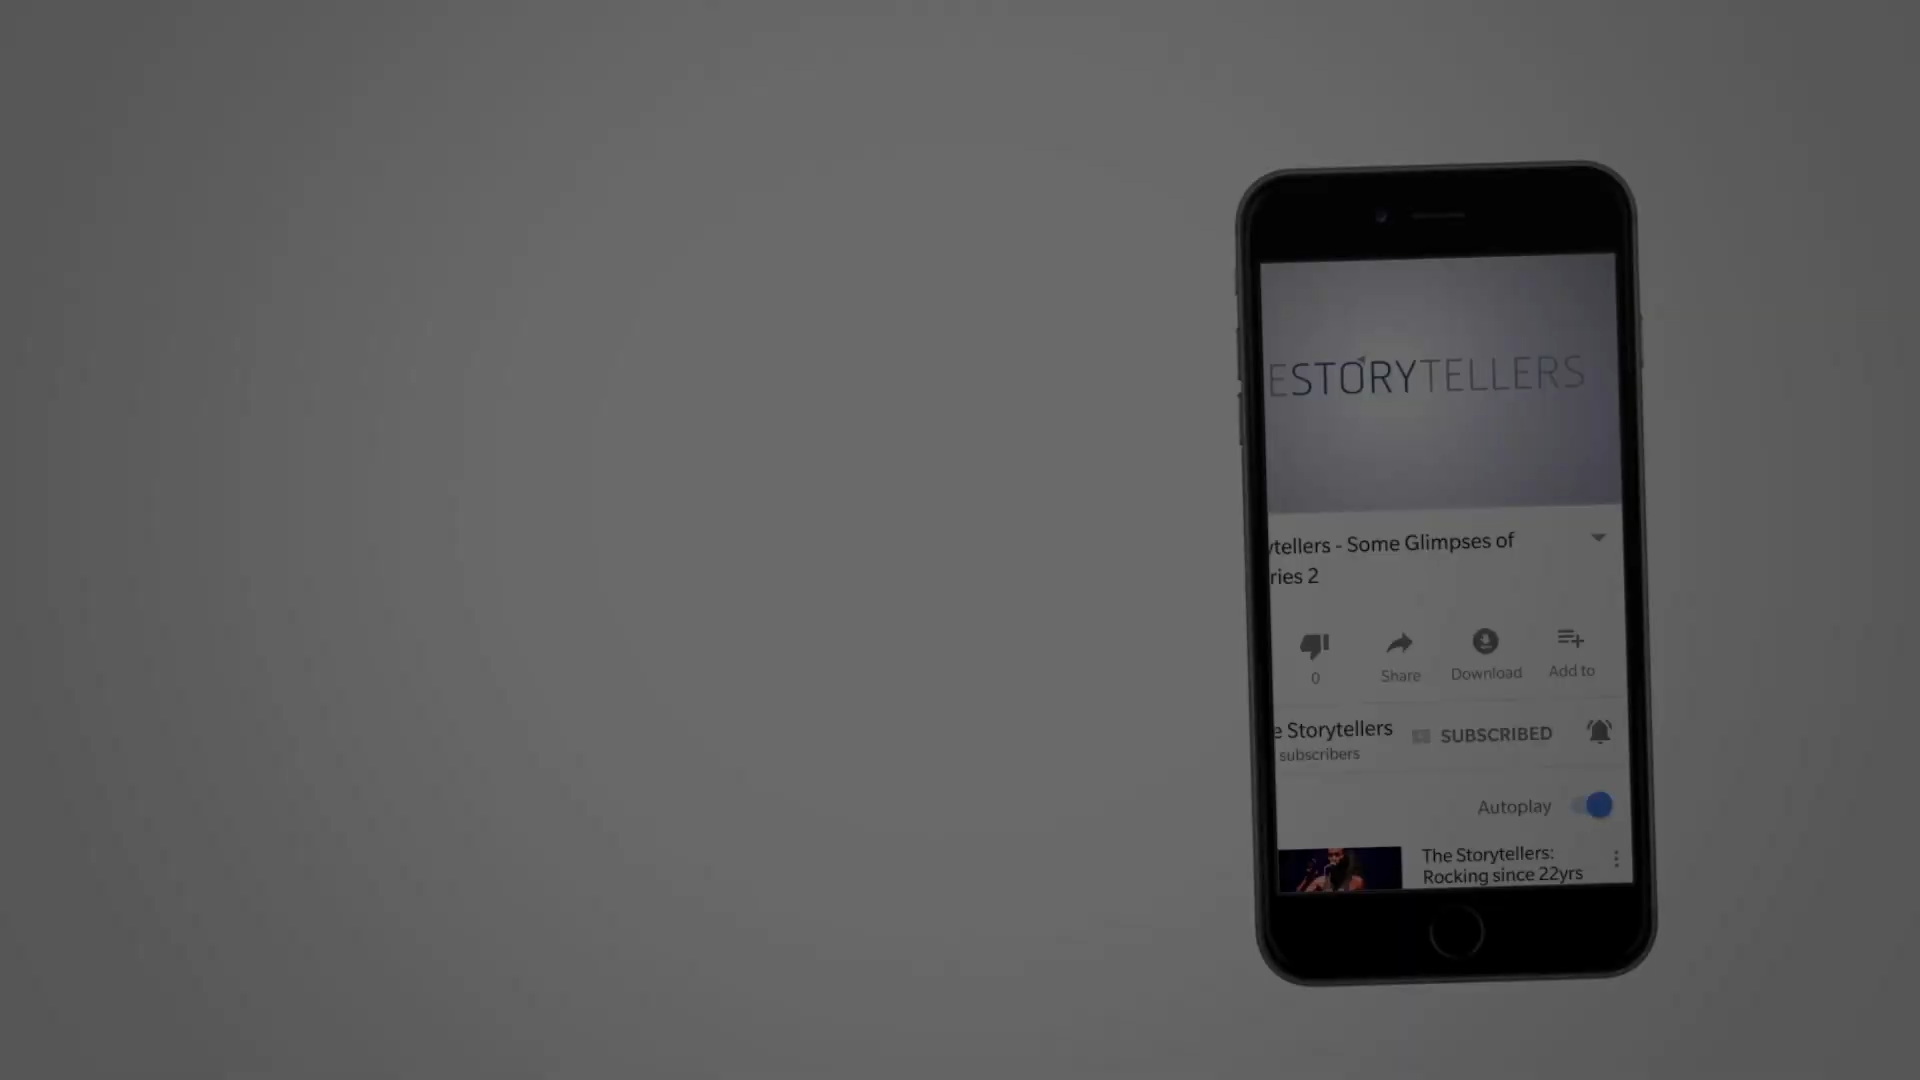 ESTORYTELLERS
ytellers - Some Glimpses of
ries 2
0
Share
Download
Add to
e Storytellers
SUBSCRIBED
subscribers
Autoplay
The Storytellers:
Rocking since 22yrs